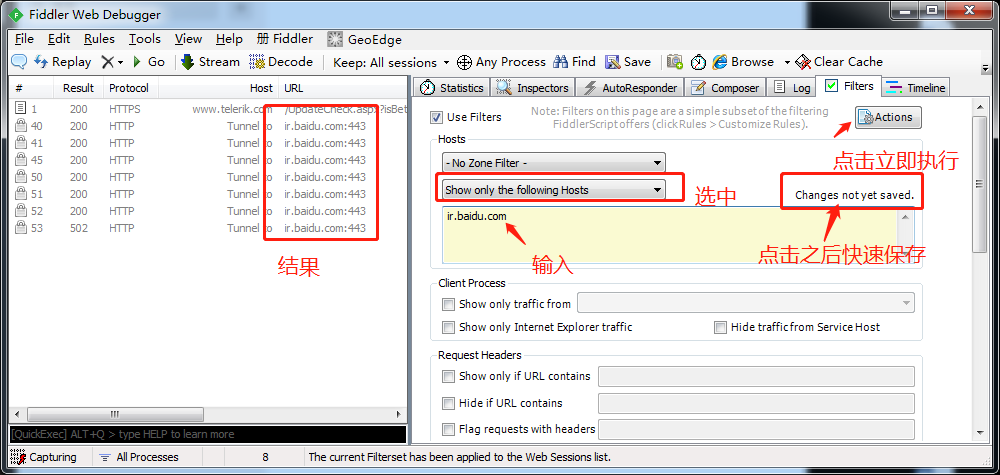 Fiddler Web Debugger
File Edit Rules Tools View Help 册 Fiddler GeoEdge
Replay Go Stream Decode Keep: All sessions Any Process Find Save Browse Clear Cache
# Result Protocol Host URL
1 200 HTTPS www.telerik.com /UpdateCheck.aspx?isBet
40 200 HTTP Tunnel to ir.baidu.com:443
41 200 HTTP Tunnel to ir.baidu.com:443
45 200 HTTP Tunnel to ir.baidu.com:443
50 200 HTTP Tunnel to ir.baidu.com:443
51 200 HTTP Tunnel to ir.baidu.com:443
52 200 HTTP Tunnel to ir.baidu.com:443
53 502 HTTP Tunnel to ir.baidu.com:443
结果
[QuickExec] ALT+Q > type HELP to learn more
Statistics Inspectors AutoResponder Composer Log Filters Timeline
Use Filters
Note: Filters on this page are a simple subset of the filtering
FiddlerScript offers (click Rules > Customize Rules).
Actions
点击立即执行
Hosts
- No Zone Filter -
Show only the following Hosts
选中
Changes not yet saved.
ir.baidu.com
输入
点击之后快速保存
Client Process
Show only traffic from
Show only Internet Explorer traffic
Hide traffic from Service Host
Request Headers
Show only if URL contains
Hide if URL contains
Flag requests with headers
Capturing All Processes 8 The current Filterset has been applied to the Web Sessions list.